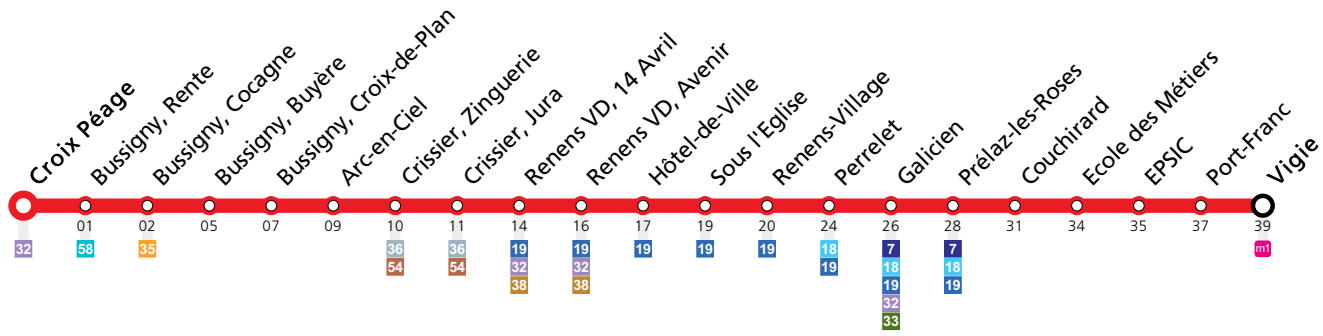 Croix Péage
Bussigny, Rente
Bussigny, Cocagne
Bussigny, Buyère
Bussigny, Croix-de-Plan
Arc-en-Ciel
Crissier, Zinguerie
Crissier, Jura
Renens VD, 14 Avril
Renens VD, Avenir
Hôtel-de-Ville
Sous l'Eglise
Renens-Village
Perrelet
Galicien
Prélaz-les-Roses
Couchirard
Ecole des Métiers
EPSIC
Port-Franc
Vigie
01 02 05 07 09 10 11 14 16 17 19 20 24 26 28 31 34 35 37 39
32 58 35 36 36 19 19 19 19 19 18 7 7 m1
54 54 32 32 19 18 18
38 38 19 19
32
33